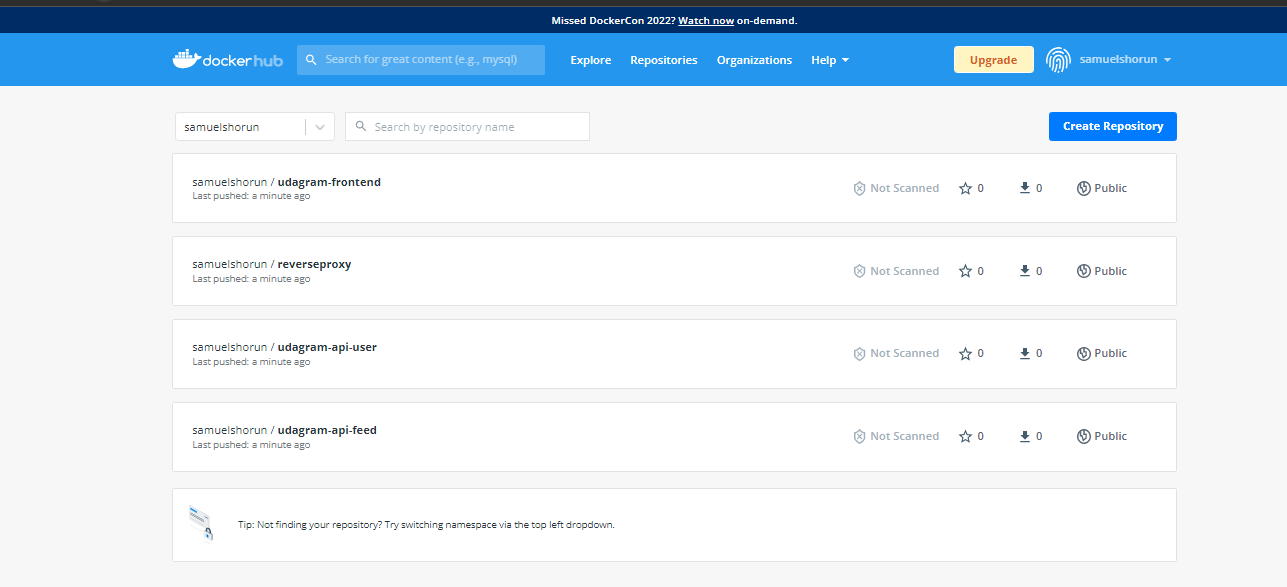 Missed DockerCon 2022? Watch now on-demand.
dockerhub Search for great content (e.g., mysql) Explore Repositories Organizations Help Upgrade samuelshorun
samuelshorun Search by repository name Create Repository
samuelshorun / udagram-frontend
Last pushed: a minute ago
Not Scanned 0 0 Public
samuelshorun / reverseproxy
Last pushed: a minute ago
Not Scanned 0 0 Public
samuelshorun / udagram-api-user
Last pushed: a minute ago
Not Scanned 0 0 Public
samuelshorun / udagram-api-feed
Last pushed: a minute ago
Not Scanned 0 0 Public
Tip: Not finding your repository? Try switching namespace via the top left dropdown.